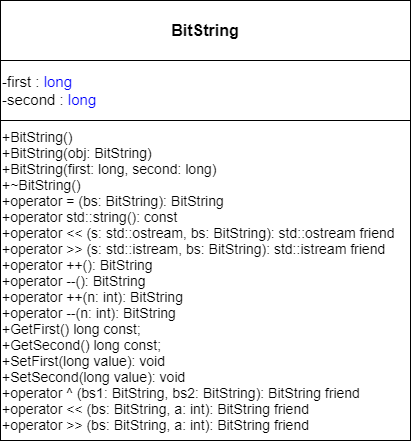 BitString
-first : long
-second : long
+BitString()
+BitString(obj: BitString)
+BitString(first: long, second: long)
+~BitString()
+operator = (bs: BitString): BitString
+operator std::string(): const
+operator << (s: std::ostream, bs: BitString): std::ostream friend
+operator >> (s: std::istream, bs: BitString): std::istream friend
+operator ++(): BitString
+operator --(): BitString
+operator ++(n: int): BitString
+operator --(n: int): BitString
+GetFirst() long const;
+GetSecond() long const;
+SetFirst(long value): void
+SetSecond(long value): void
+operator ^ (bs1: BitString, bs2: BitString): BitString friend
+operator << (bs: BitString, a: int): BitString friend
+operator >> (bs: BitString, a: int): BitString friend